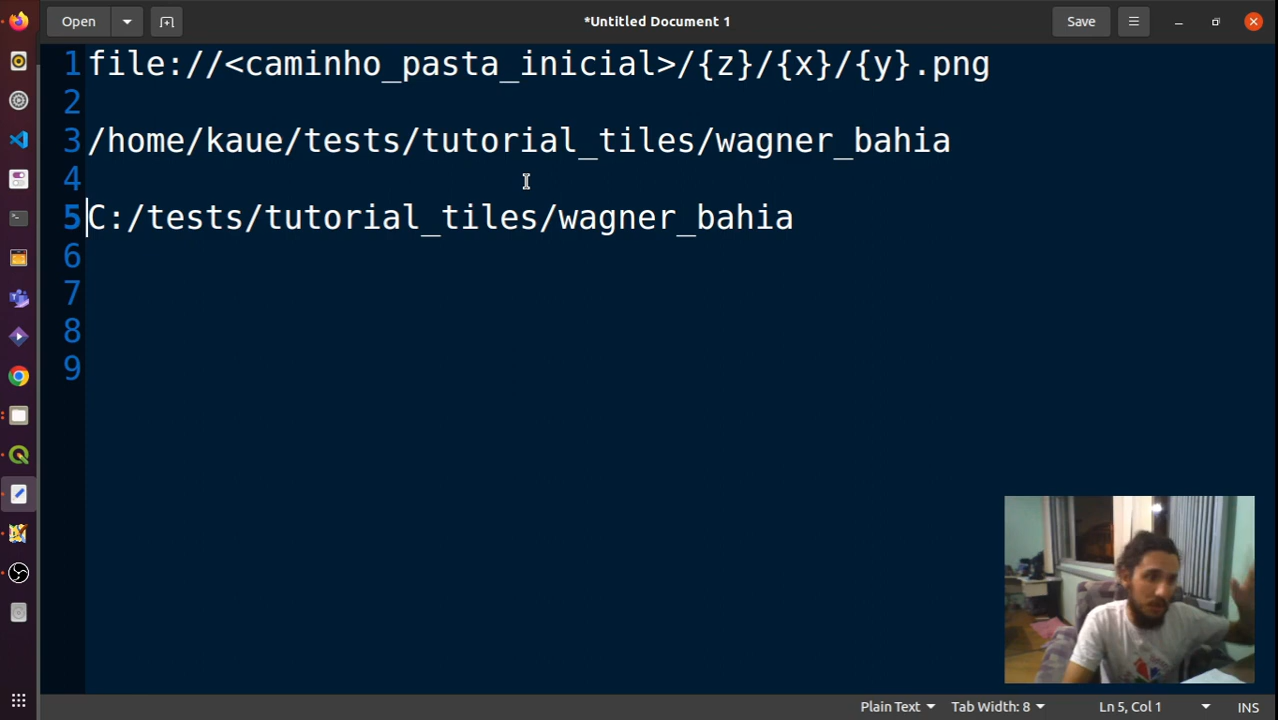 Open
*Untitled Document 1
Save
1 file://<caminho_pasta_inicial>/{z}/{x}/{y}.png
2
3 /home/kaue/tests/tutorial_tiles/wagner_bahia
4
5 C:/tests/tutorial_tiles/wagner_bahia
6
7
8
9
Plain Text
Tab Width: 8
Ln 5, Col 1
INS